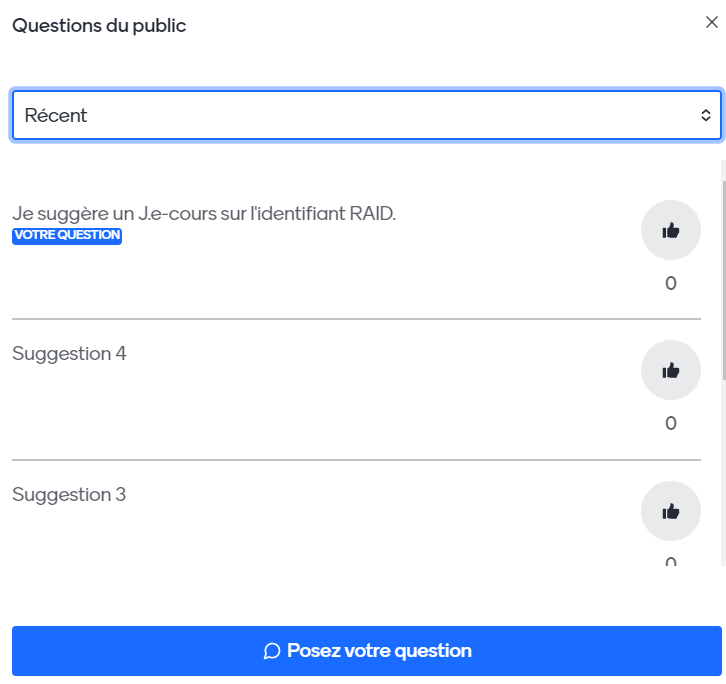 Questions du public
Récent
Je suggère un J.e-cours sur l'identifiant RAID.
VOTRE QUESTION
0
Suggestion 4
0
Suggestion 3
0
Posez votre question